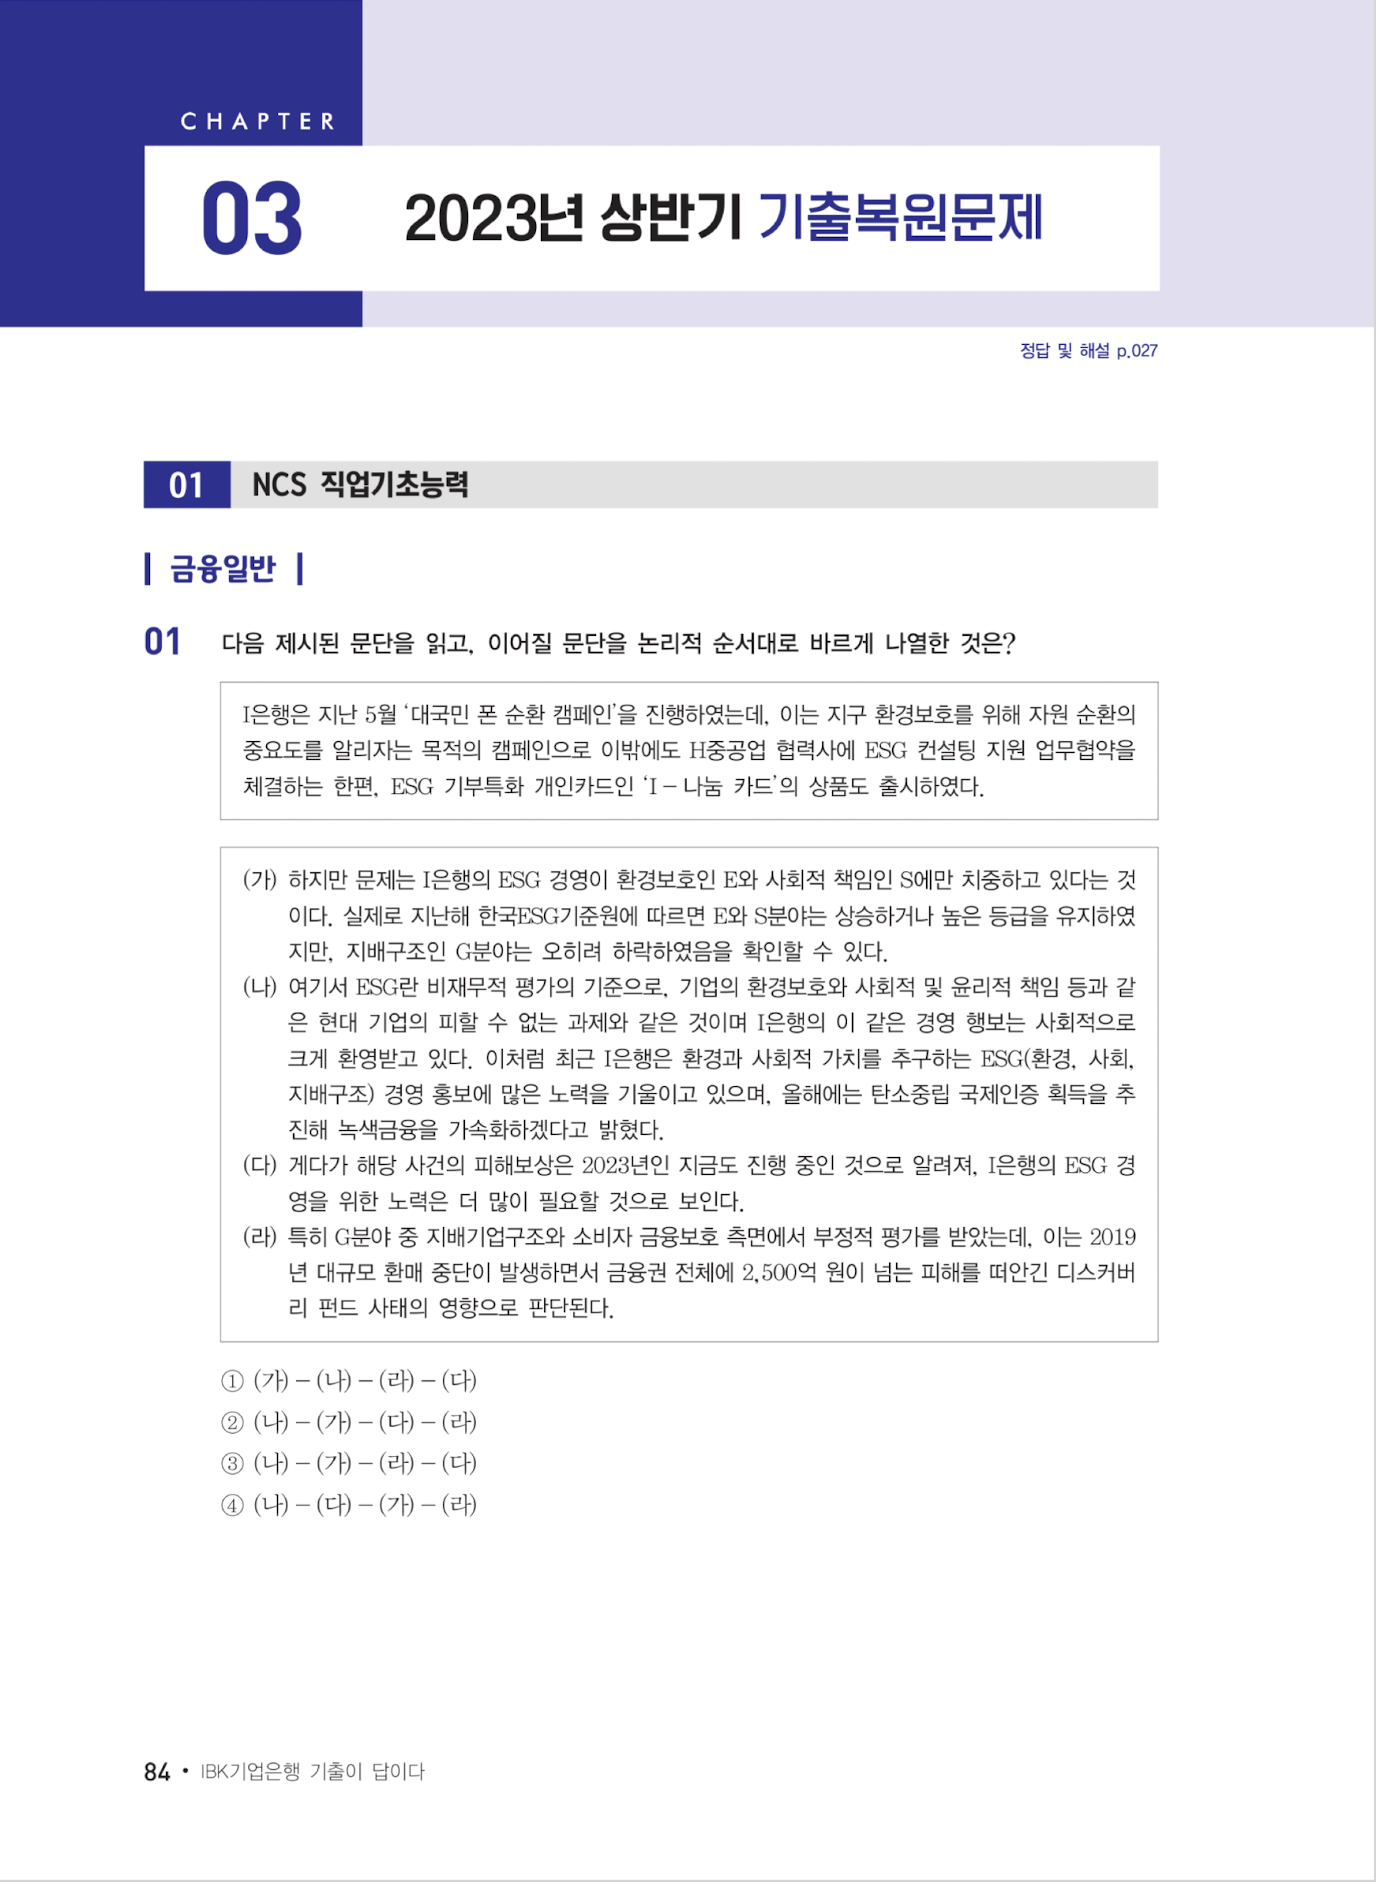 CHAPTER
03
2023년 상반기 기출복원문제
정답 및 해설 p.027
01 NCS 직업기초능력
금융일반
01 다음 제시된 문단을 읽고, 이어질 문단을 논리적 순서대로 바르게 나열한 것은?
I은행은 지난 5월 ‘대국민 폰 순환 캠페인’을 진행하였는데, 이는 지구 환경보호를 위해 자원 순환의
중요도를 알리자는 목적의 캠페인으로 이밖에도 H중공업 협력사에 ESG 컨설팅 지원 업무협약을
체결하는 한편, ESG 기부특화 개인카드인 ‘I－나눔 카드’의 상품도 출시하였다.
(가) 하지만 문제는 I은행의 ESG 경영이 환경보호인 E와 사회적 책임인 S에만 치중하고 있다는 것
이다. 실제로 지난해 한국ESG기준원에 따르면 E와 S분야는 상승하거나 높은 등급을 유지하였
지만, 지배구조인 G분야는 오히려 하락하였음을 확인할 수 있다.
(나) 여기서 ESG란 비재무적 평가의 기준으로, 기업의 환경보호와 사회적 및 윤리적 책임 등과 같
은 현대 기업의 피할 수 없는 과제와 같은 것이며 I은행의 이 같은 경영 행보는 사회적으로
크게 환영받고 있다. 이처럼 최근 I은행은 환경과 사회적 가치를 추구하는 ESG(환경, 사회,
지배구조) 경영 홍보에 많은 노력을 기울이고 있으며, 올해에는 탄소중립 국제인증 획득을 추
진해 녹색금융을 가속화하겠다고 밝혔다.
(다) 게다가 해당 사건의 피해보상은 2023년인 지금도 진행 중인 것으로 알려져, I은행의 ESG 경
영을 위한 노력은 더 많이 필요할 것으로 보인다.
(라) 특히 G분야 중 지배기업구조와 소비자 금융보호 측면에서 부정적 평가를 받았는데, 이는 2019
년 대규모 환매 중단이 발생하면서 금융권 전체에 2,500억 원이 넘는 피해를 떠안긴 디스커버
리 펀드 사태의 영향으로 판단된다.
① (가)－(나)－(라)－(다)
② (나)－(가)－(다)－(라)
③ (나)－(가)－(라)－(다)
④ (나)－(다)－(가)－(라)
84 • IBK기업은행 기출이 답이다